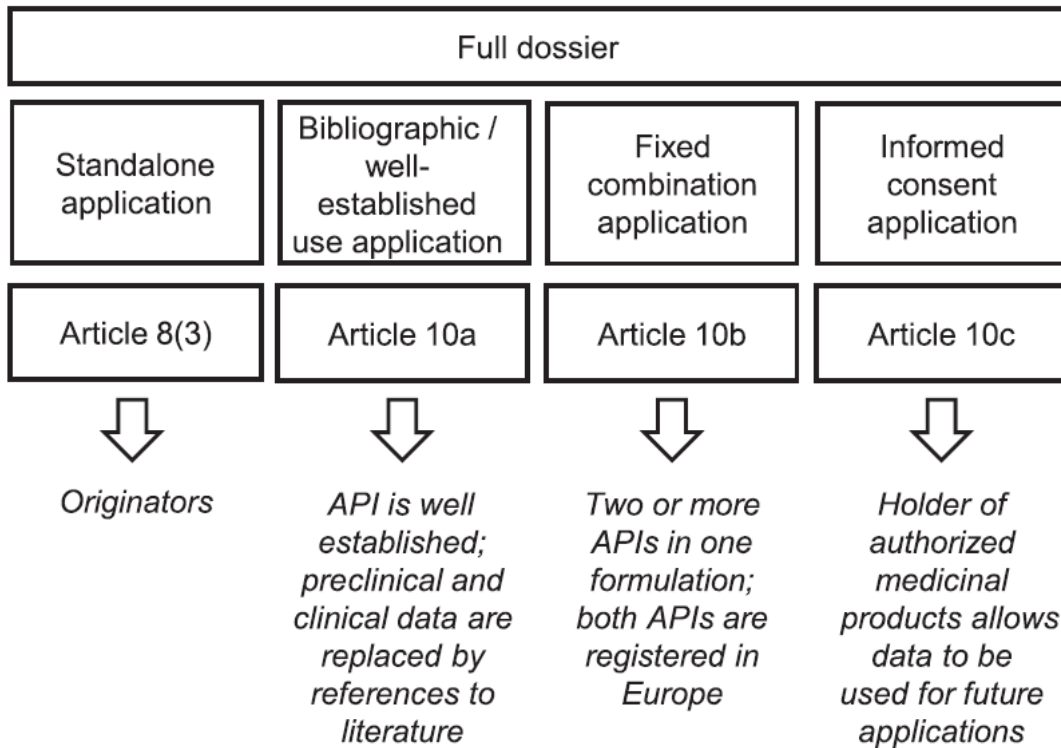 Full dossier
Standalone
application
Bibliographic /
well-
established
use application
Fixed
combination
application
Informed
consent
application
Article 8(3)
Article 10a
Article 10b
Article 10c
Originators
API is well
established;
preclinical and
clinical data are
replaced by
references to
literature
Two or more
APIs in one
formulation;
both APIs are
registered in
Europe
Holder of
authorized
medicinal
products allows
data to be
used for future
applications